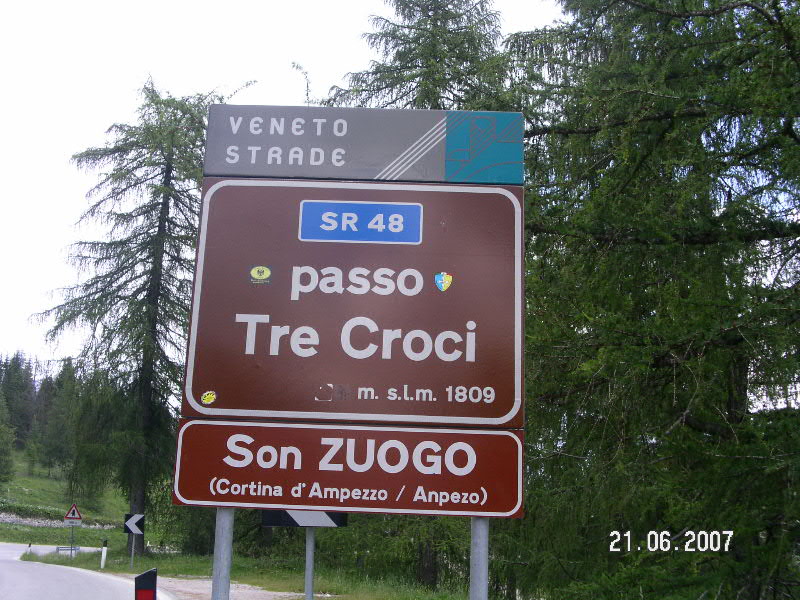 VENETO
STRADE
SR 48
passo
Tre Croci
m. s.l.m. 1809
Son ZUOGO
(Cortina d'Ampezzo / Anpezo)
21.06.2007